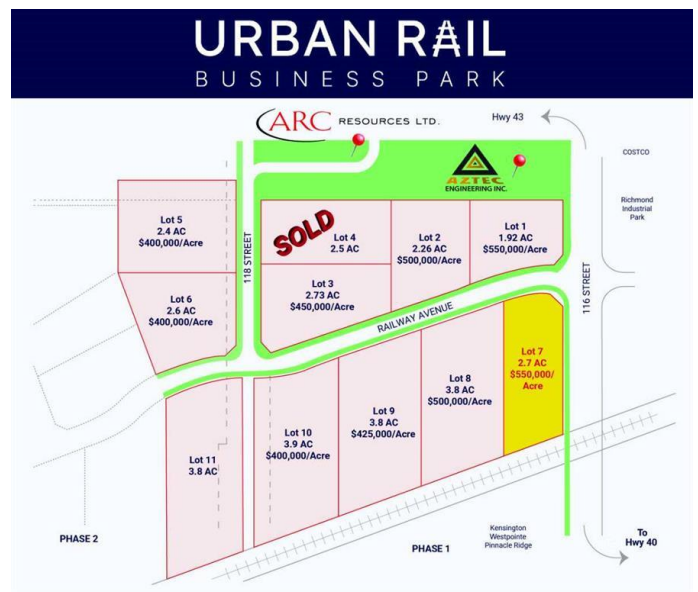 URBAN RAIL
BUSINESS PARK
ARC RESOURCES LTD.
Hwy 43
COSTCO
AZTEC
ENGINEERING INC.
Richmond
Industrial
Park
Lot 5
2.4 AC
$400,000/Acre
118 STREET
SOLD
Lot 4
2.5 AC
Lot 2
2.26 AC
$500,000/Acre
Lot 1
1.92 AC
$550,000/Acre
Lot 6
2.6 AC
$400,000/Acre
Lot 3
2.73 AC
$450,000/Acre
116 STREET
RAILWAY AVENUE
Lot 7
2.7 AC
$550,000/
Acre
Lot 8
3.8 AC
$500,000/Acre
Lot 9
3.8 AC
$425,000/Acre
Lot 10
3.9 AC
$400,000/Acre
Lot 11
3.8 AC
PHASE 2
PHASE 1
Kensington
Westpointe
Pinnacle Ridge
To
Hwy 40